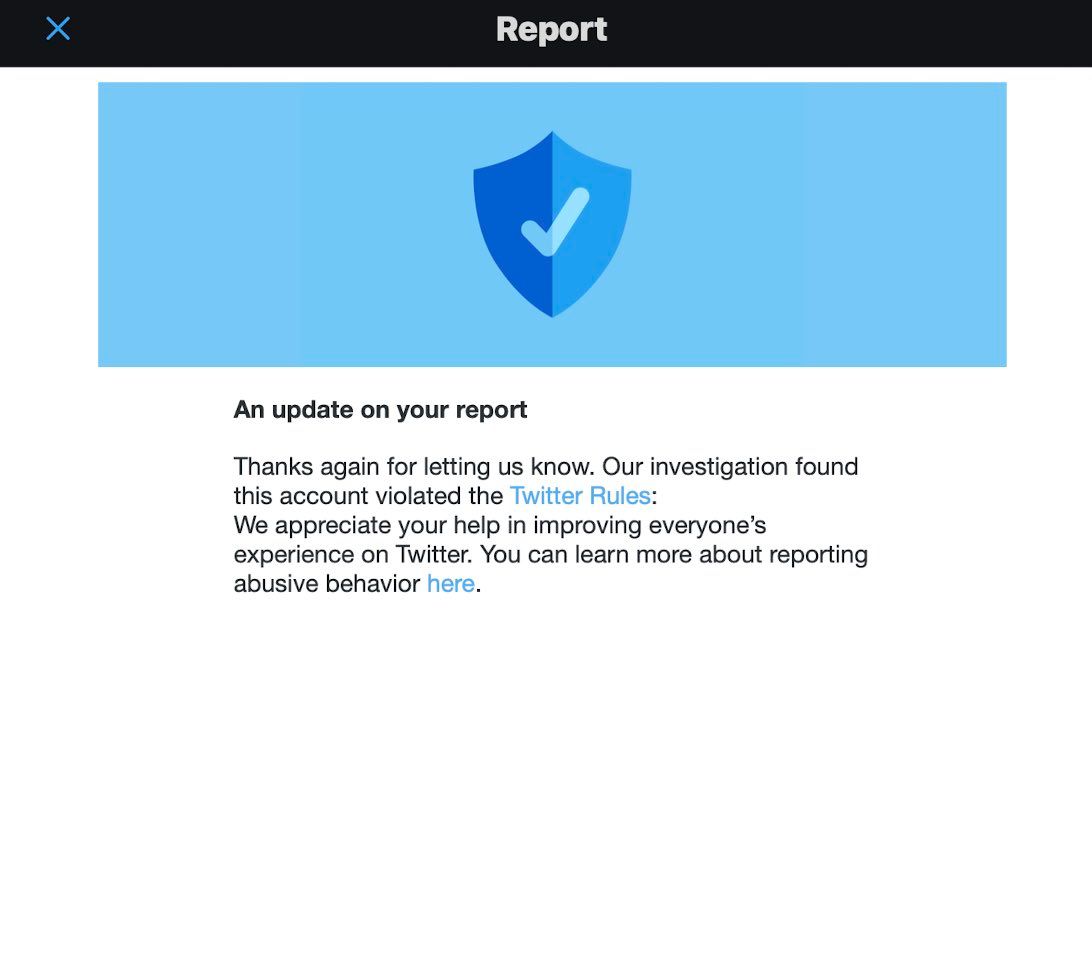 Report
An update on your report
Thanks again for letting us know. Our investigation found
this account violated the Twitter Rules:
We appreciate your help in improving everyone’s
experience on Twitter. You can learn more about reporting
abusive behavior here.